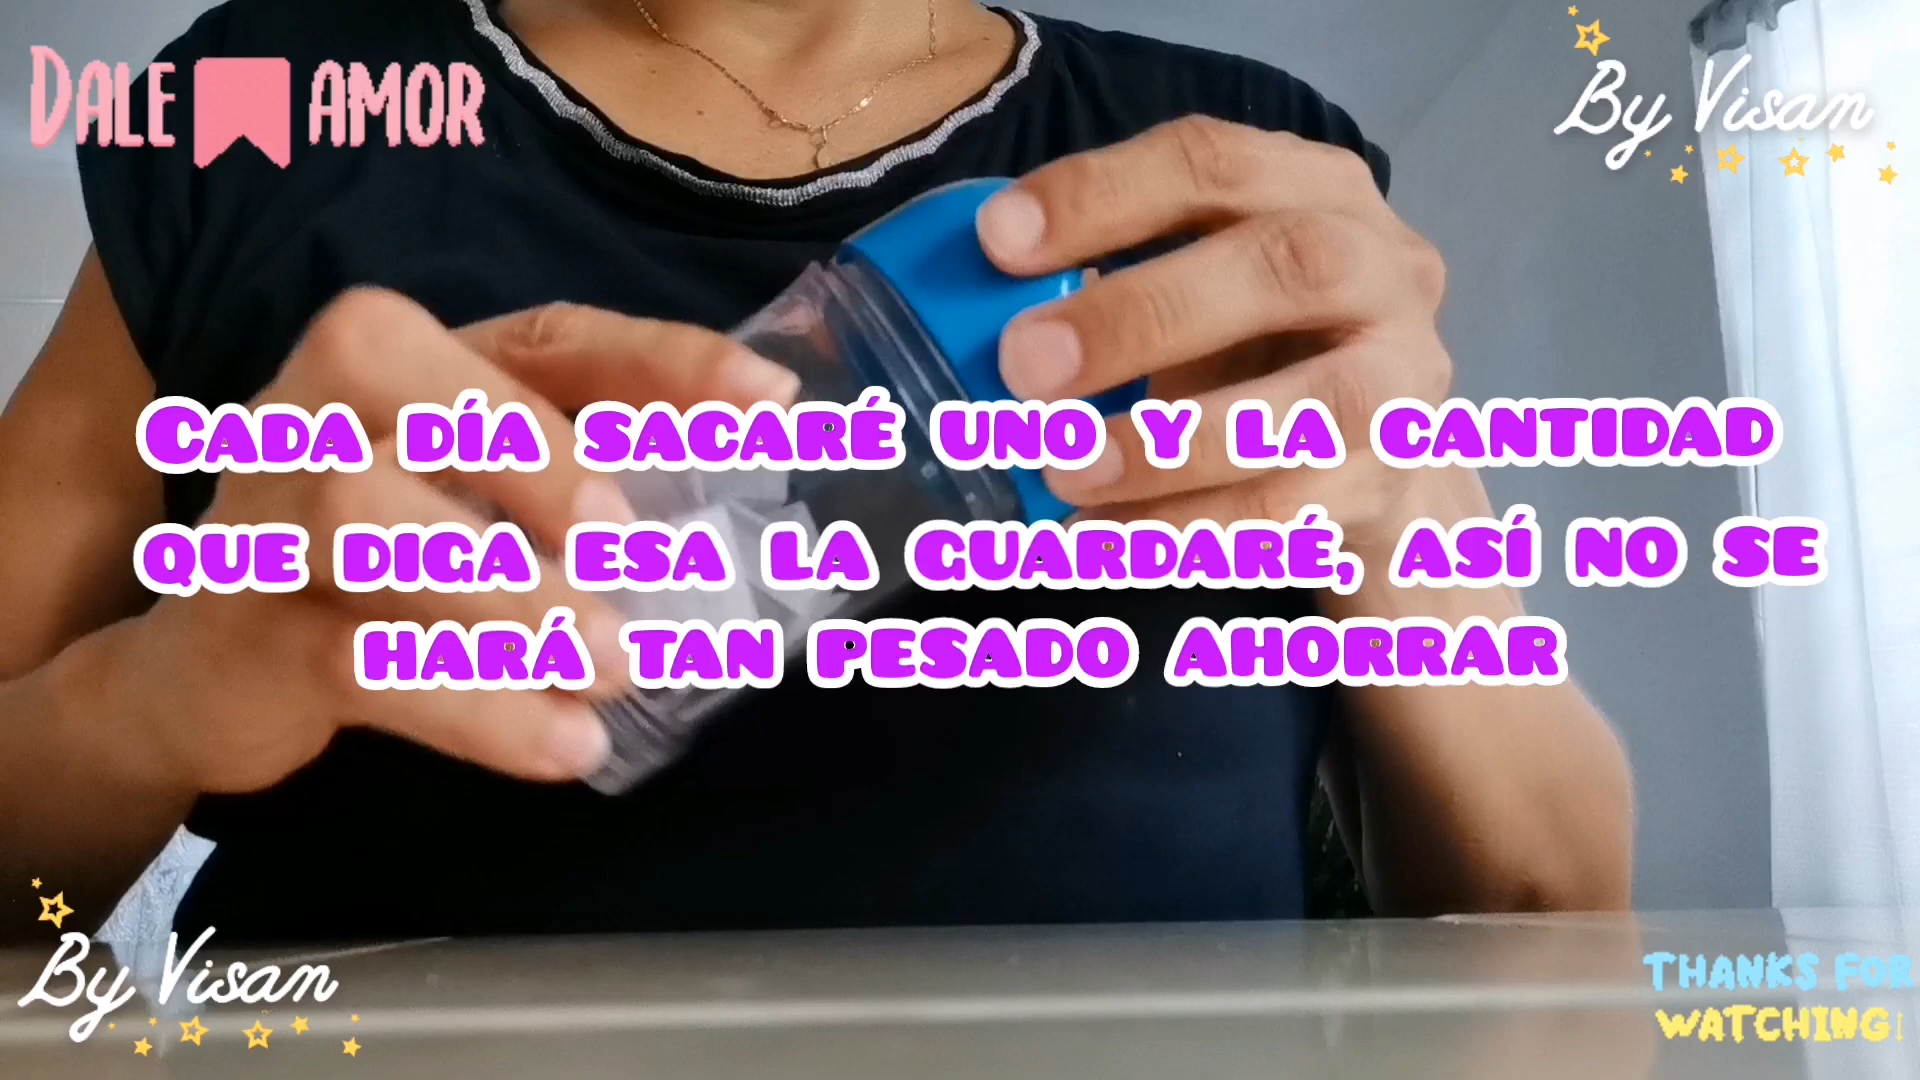 DALE AMOR
By Visan
CADA DÍA SACARÉ UNO Y LA CANTIDAD
QUE DIGA ESA LA GUARDARÉ, ASÍ NO SE
HARÁ TAN PESADO AHORRAR
By Visan
THANKS FOR
WATCHING!